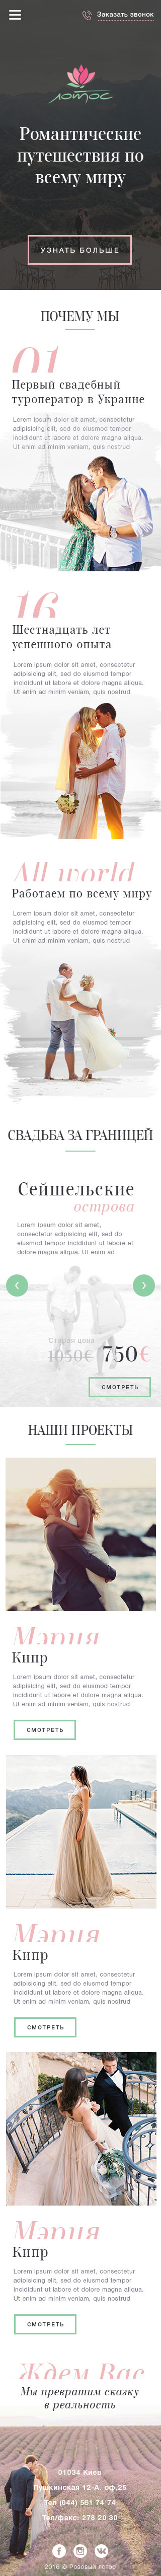 Заказать звонок
лотос
Романтические
путешествия по
всему миру
УЗНАТЬ БОЛЬШЕ
ПОЧЕМУ МЫ
01
Первый свадебный
туроператор в Украине
Lorem ipsum dolor sit amet, consectetur
adipiscing elit, sed do eiusmod tempor
incididunt ut labore et dolore magna aliqua.
Ut enim ad minim veniam, quis nostrud
16
Шестнадцать лет
успешного опыта
Lorem ipsum dolor sit amet, consectetur
adipiscing elit, sed do eiusmod tempor
incididunt ut labore et dolore magna aliqua.
Ut enim ad minim veniam, quis nostrud
All world
Работаем по всему миру
Lorem ipsum dolor sit amet, consectetur
adipiscing elit, sed do eiusmod tempor
incididunt ut labore et dolore magna aliqua.
Ut enim ad minim veniam, quis nostrud
СВАДЬБА ЗА ГРАНИЦЕЙ
Сейшельские
острова
Lorem ipsum dolor sit amet,
consectetur adipiscing elit, sed do
eiusmod tempor incididunt ut labore et
dolore magna aliqua. Ut enim ad
Старая цена
1050€ 750€
СМОТРЕТЬ
НАШИ ПРОЕКТЫ
Мэрия
Кипр
Lorem ipsum dolor sit amet, consectetur
adipiscing elit, sed do eiusmod tempor
incididunt ut labore et dolore magna aliqua.
Ut enim ad minim veniam, quis nostrud
СМОТРЕТЬ
Мэрия
Кипр
Lorem ipsum dolor sit amet, consectetur
adipiscing elit, sed do eiusmod tempor
incididunt ut labore et dolore magna aliqua.
Ut enim ad minim veniam, quis nostrud
СМОТРЕТЬ
Мэрия
Кипр
Lorem ipsum dolor sit amet, consectetur
adipiscing elit, sed do eiusmod tempor
incididunt ut labore et dolore magna aliqua.
Ut enim ad minim veniam, quis nostrud
СМОТРЕТЬ
Ждем Вас
Мы превратим сказку
в реальность
01034 Киев
Пушкинская 12-А, оф.25
Тел (044) 581 74 74
Тел/факс: 278 20 30
2016 © Розовый лотос